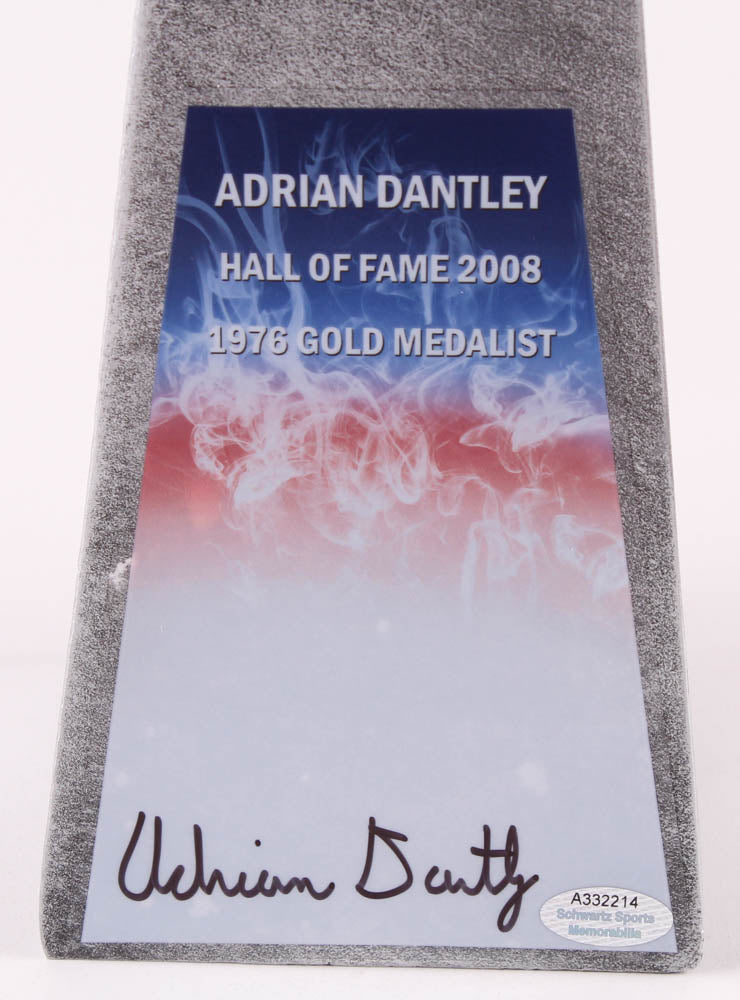 ADRIAN DANTLEY
HALL OF FAME 2008
1976 GOLD MEDALIST
Adrian Dantley
A332214
Schwartz Sports
Memorabilia